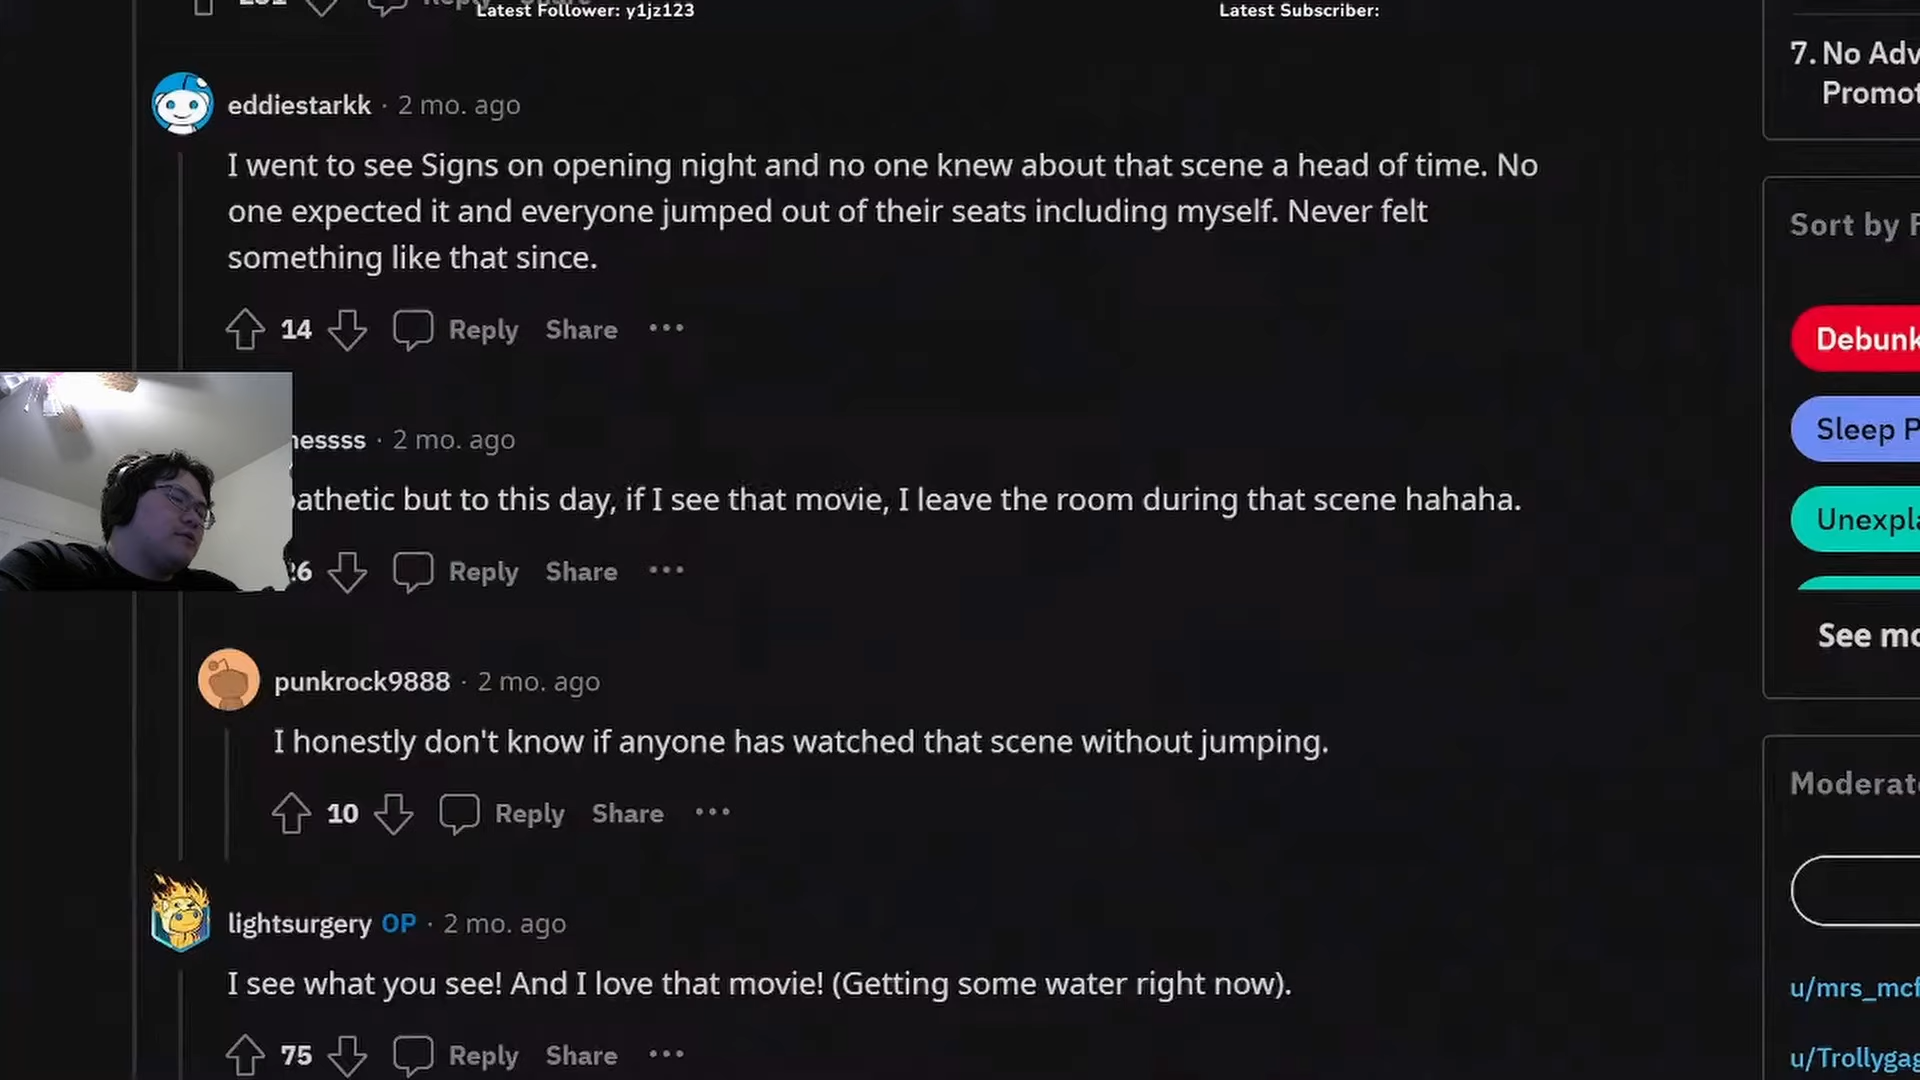 Latest Follower: y1jz123
Latest Subscriber:
eddiestarkk · 2 mo. ago
I went to see Signs on opening night and no one knew about that scene a head of time. No
one expected it and everyone jumped out of their seats including myself. Never felt
something like that since.
14 Reply Share •••
nessss · 2 mo. ago
pathetic but to this day, if I see that movie, I leave the room during that scene hahaha.
26 Reply Share •••
punkrock9888 · 2 mo. ago
I honestly don't know if anyone has watched that scene without jumping.
10 Reply Share •••
lightsurgery OP · 2 mo. ago
I see what you see! And I love that movie! (Getting some water right now).
75 Reply Share •••
7. No Adv
Promot
Sort by F
Debunk
Sleep P
Unexpla
See mo
Moderato
u/mrs_mcf
u/Trollygag